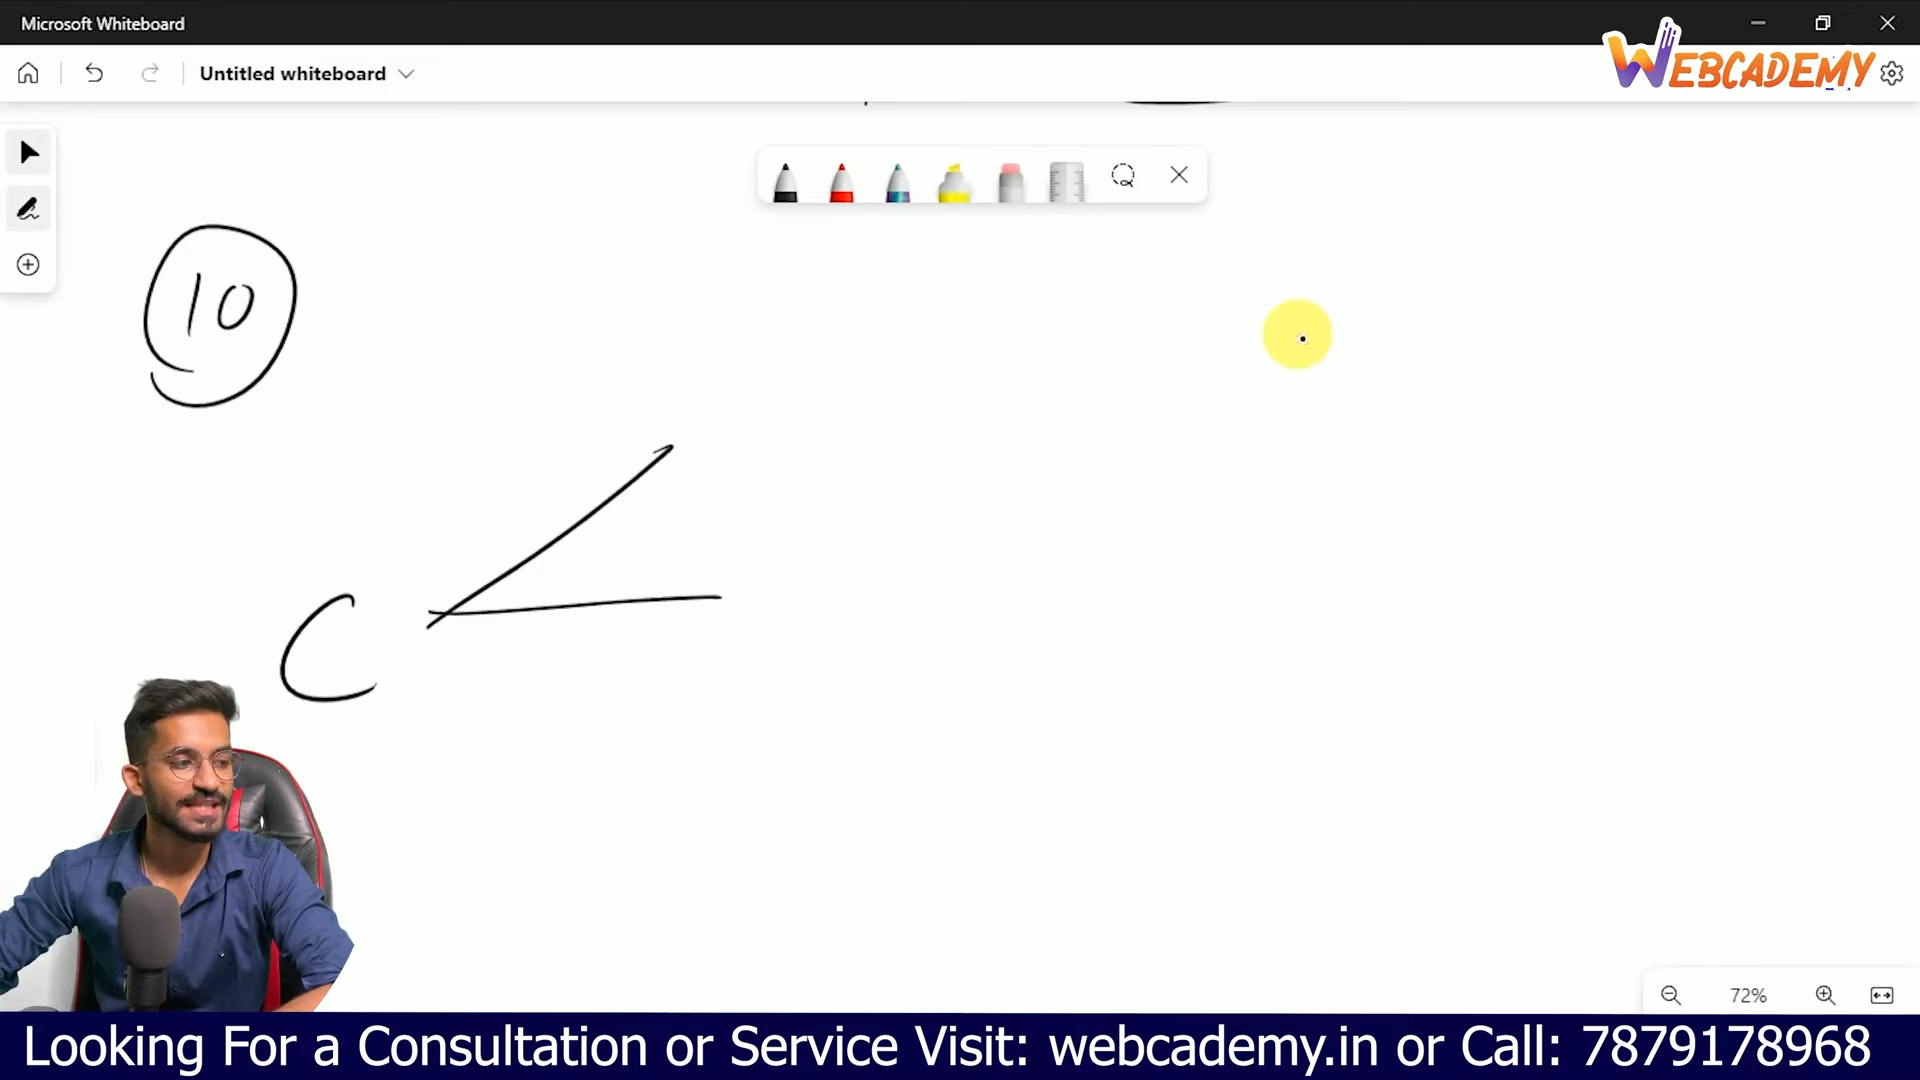 Microsoft Whiteboard
WEBCADEMY
Untitled whiteboard
10
C
72%
Looking For a Consultation or Service Visit: webcademy.in or Call: 7879178968